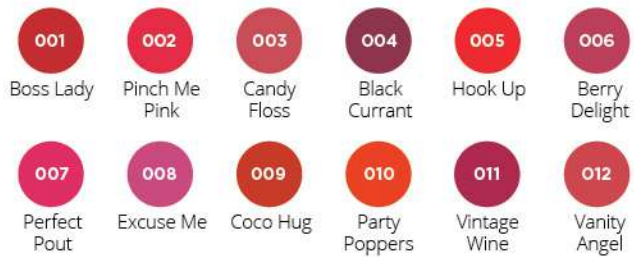 001 002 003 004 005 006
Boss Lady Pinch Me Candy Black Hook Up Berry
Pink Floss Currant Delight
007 008 009 010 011 012
Perfect Excuse Me Coco Hug Party Vintage Vanity
Pout Poppers Wine Angel